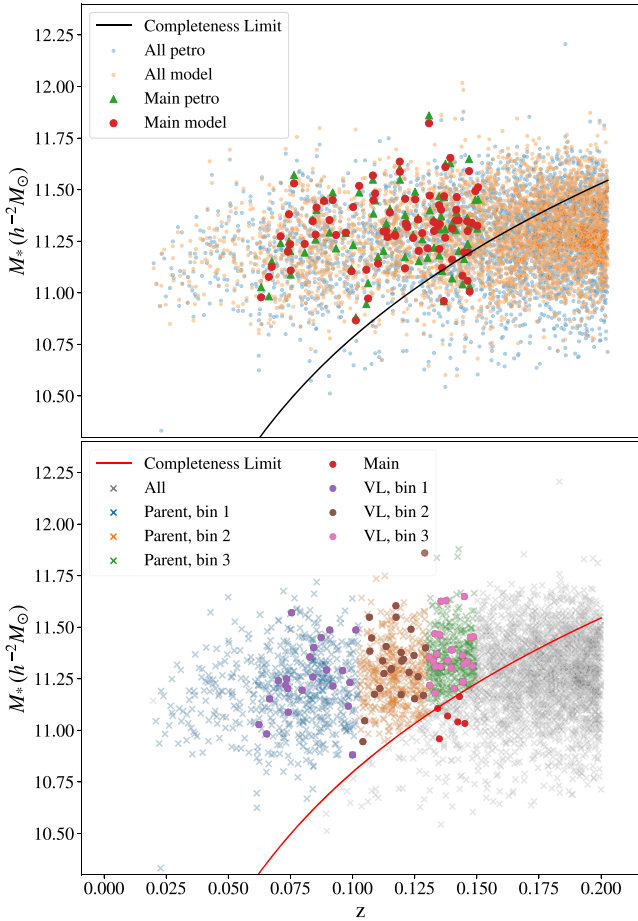 12.25
12.00
11.75
11.50
11.25
11.00
10.75
10.50
M* (h⁻²M⊙)
Completeness Limit
All petro
All model
Main petro
Main model
12.25
12.00
11.75
11.50
11.25
11.00
10.75
10.50
M* (h⁻²M⊙)
Completeness Limit
All
Parent, bin 1
Parent, bin 2
Parent, bin 3
Main
VL, bin 1
VL, bin 2
VL, bin 3
0.000 0.025 0.050 0.075 0.100 0.125 0.150 0.175 0.200
z